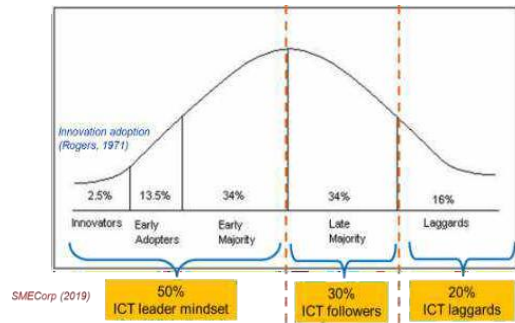 Innovation adoption
(Rogers, 1971)
2.5% 13.5% 34% 34% 16%
Innovators Early Adopters Early Majority Late Majority Laggards
SMECorp (2019)
50%
ICT leader mindset
30%
ICT followers
20%
ICT laggards